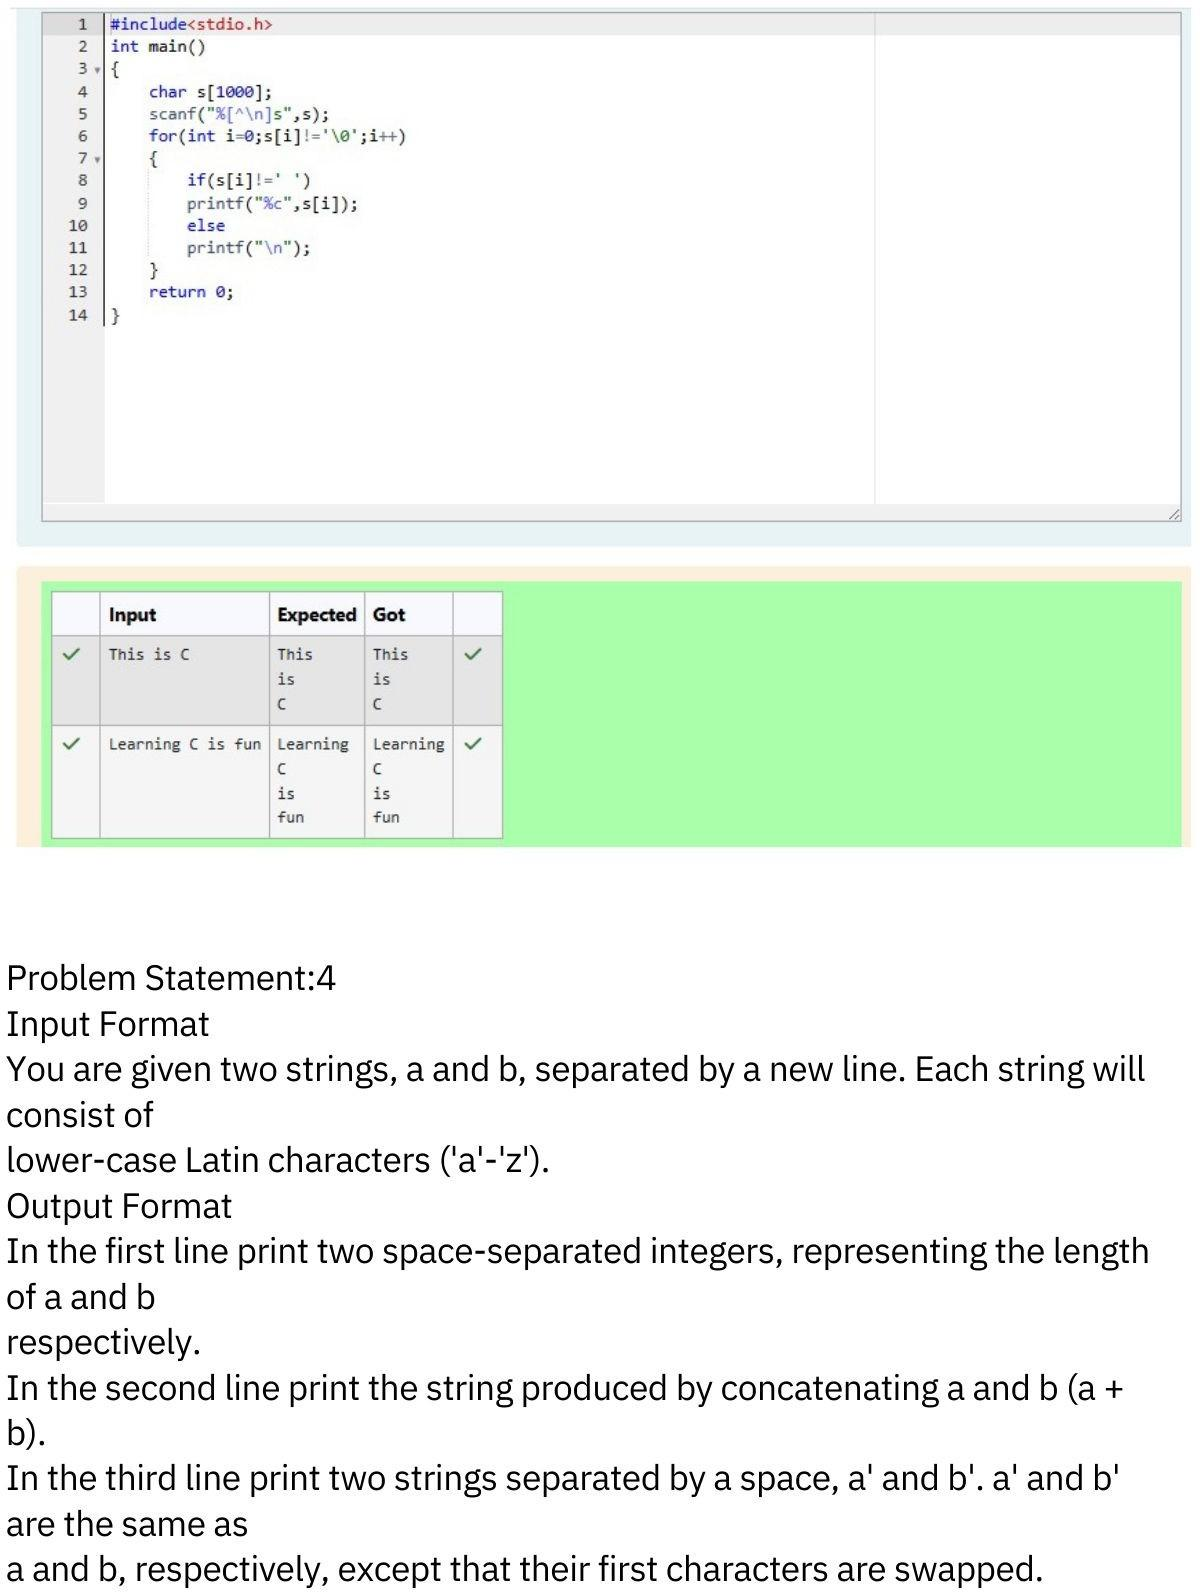 1 #include<stdio.h>
2 int main()
3 {
4 char s[1000];
5 scanf("%[^\n]s",s);
6 for(int i=0;s[i]!='\0';i++)
7 {
8 if(s[i]!=' ')
9 printf("%c",s[i]);
10 else
11 printf("\n");
12 }
13 return 0;
14 }
Input Expected Got
This is C This This
is is
C C
Learning C is fun Learning Learning
C C
is is
fun fun
Problem Statement:4
Input Format
You are given two strings, a and b, separated by a new line. Each string will
consist of
lower-case Latin characters ('a'-'z').
Output Format
In the first line print two space-separated integers, representing the length
of a and b
respectively.
In the second line print the string produced by concatenating a and b (a +
b).
In the third line print two strings separated by a space, a' and b'. a' and b'
are the same as
a and b, respectively, except that their first characters are swapped.